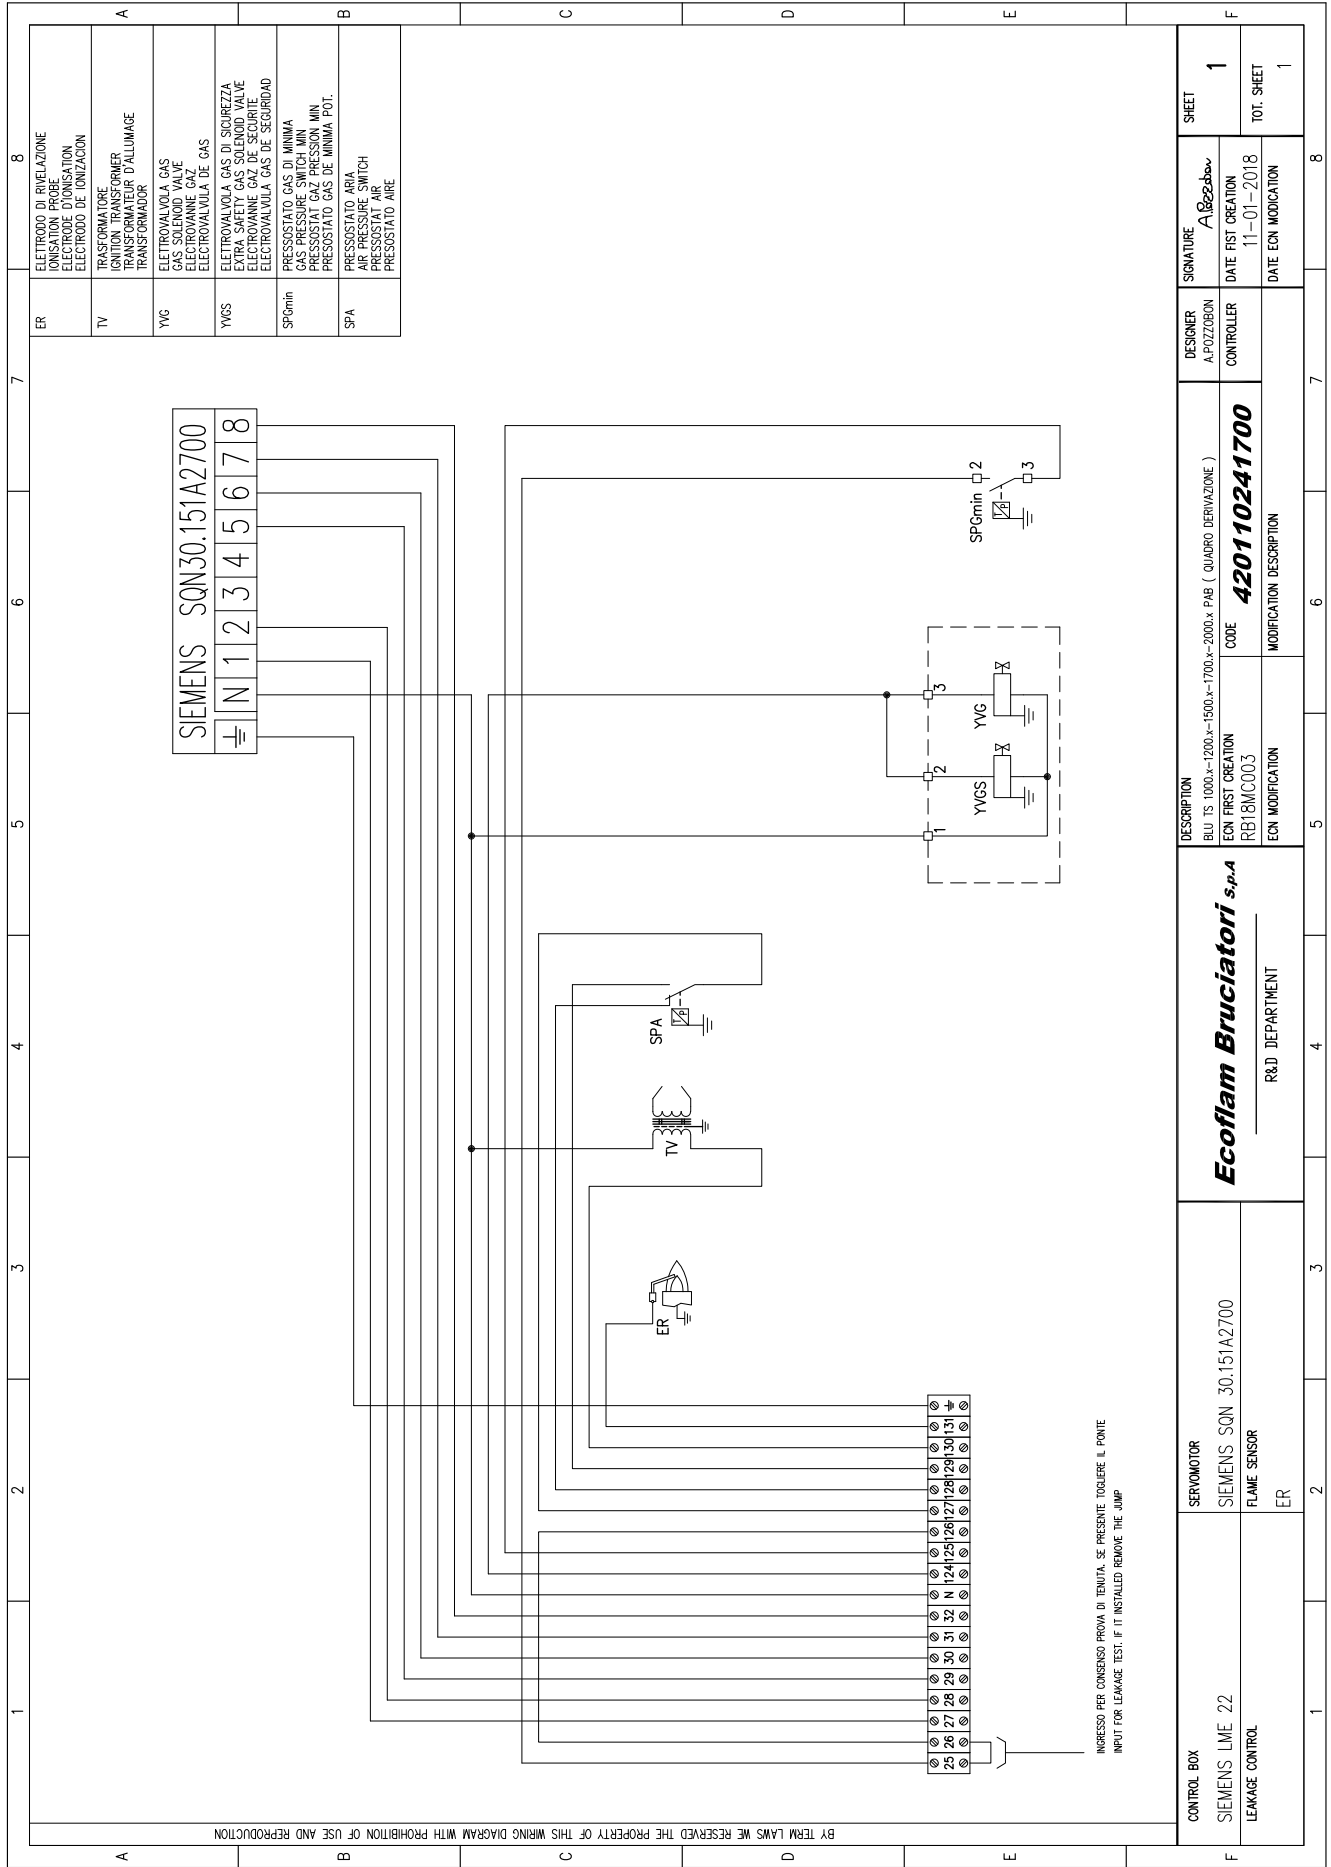 1 2 3 4 5 6 7 8
A
B
C
D
E
F
ER
ELETTRODO DI RIVELAZIONE
IONISATION PROBE
ELECTRODE D'IONISATION
ELECTRODO DE IONIZACION
TV
TRASFORMATORE
IGNITION TRANSFORMER
TRANSFORMATEUR D'ALLUMAGE
TRANSFORMADOR
YVG
ELETTROVALVOLA GAS
GAS SOLENOID VALVE
ELECTROVANNE GAZ
ELECTROVALVULA DE GAS
YVGS
ELETTROVALVOLA GAS DI SICUREZZA
EXTRA SAFETY GAS SOLENOID VALVE
ELECTROVANNE GAZ DE SECURITE
ELECTROVALVULA GAS DE SEGURIDAD
SPGmin
PRESSOSTATO GAS DI MINIMA
GAS PRESSURE SWITCH MIN
PRESSOSTAT GAZ PRESSION MIN
PRESOSTATO GAS DE MINIMA POT.
SPA
PRESSOSTATO ARIA
AIR PRESSURE SWITCH
PRESSOSTAT AIR
PRESOSTATO AIRE
SIEMENS SQN30.151A2700
N 1 2 3 4 5 6 7 8
ER
TV
SPA
T/P
YVGS
YVG
1 2 3
SPGmin
T/P
2
3
25 26 27 28 29 30 31 32 N 124 125 126 127 128 129 130 131
INGRESSO PER CONSENSO PROVA DI TENUTA. SE PRESENTE TOGLIERE IL PONTE
INPUT FOR LEAKAGE TEST. IF IT INSTALLED REMOVE THE JUMP
BY TERM LAWS WE RESERVED THE PROPERTY OF THIS WIRING DIAGRAM WITH PROHIBITION OF USE AND REPRODUCTION
CONTROL BOX
SIEMENS LME 22
LEAKAGE CONTROL
SERVOMOTOR
SIEMENS SQN 30.151A2700
FLAME SENSOR
ER
Ecoflam Bruciatori s.p.A
R&D DEPARTMENT
DESCRIPTION
BLU TS 1000.x-1200.x-1500.x-1700.x-2000.x PAB ( QUADRO DERIVAZIONE )
ECN FIRST CREATION
RB18MC003
CODE
420110241700
ECN MODIFICATION
MODIFICATION DESCRIPTION
DESIGNER
A.POZZOBON
CONTROLLER
SIGNATURE
A.Pozzobon
DATE FIST CREATION
11-01-2018
DATE ECN MODICATION
SHEET
1
TOT. SHEET
1
1 2 3 4 5 6 7 8
A
B
C
D
E
F